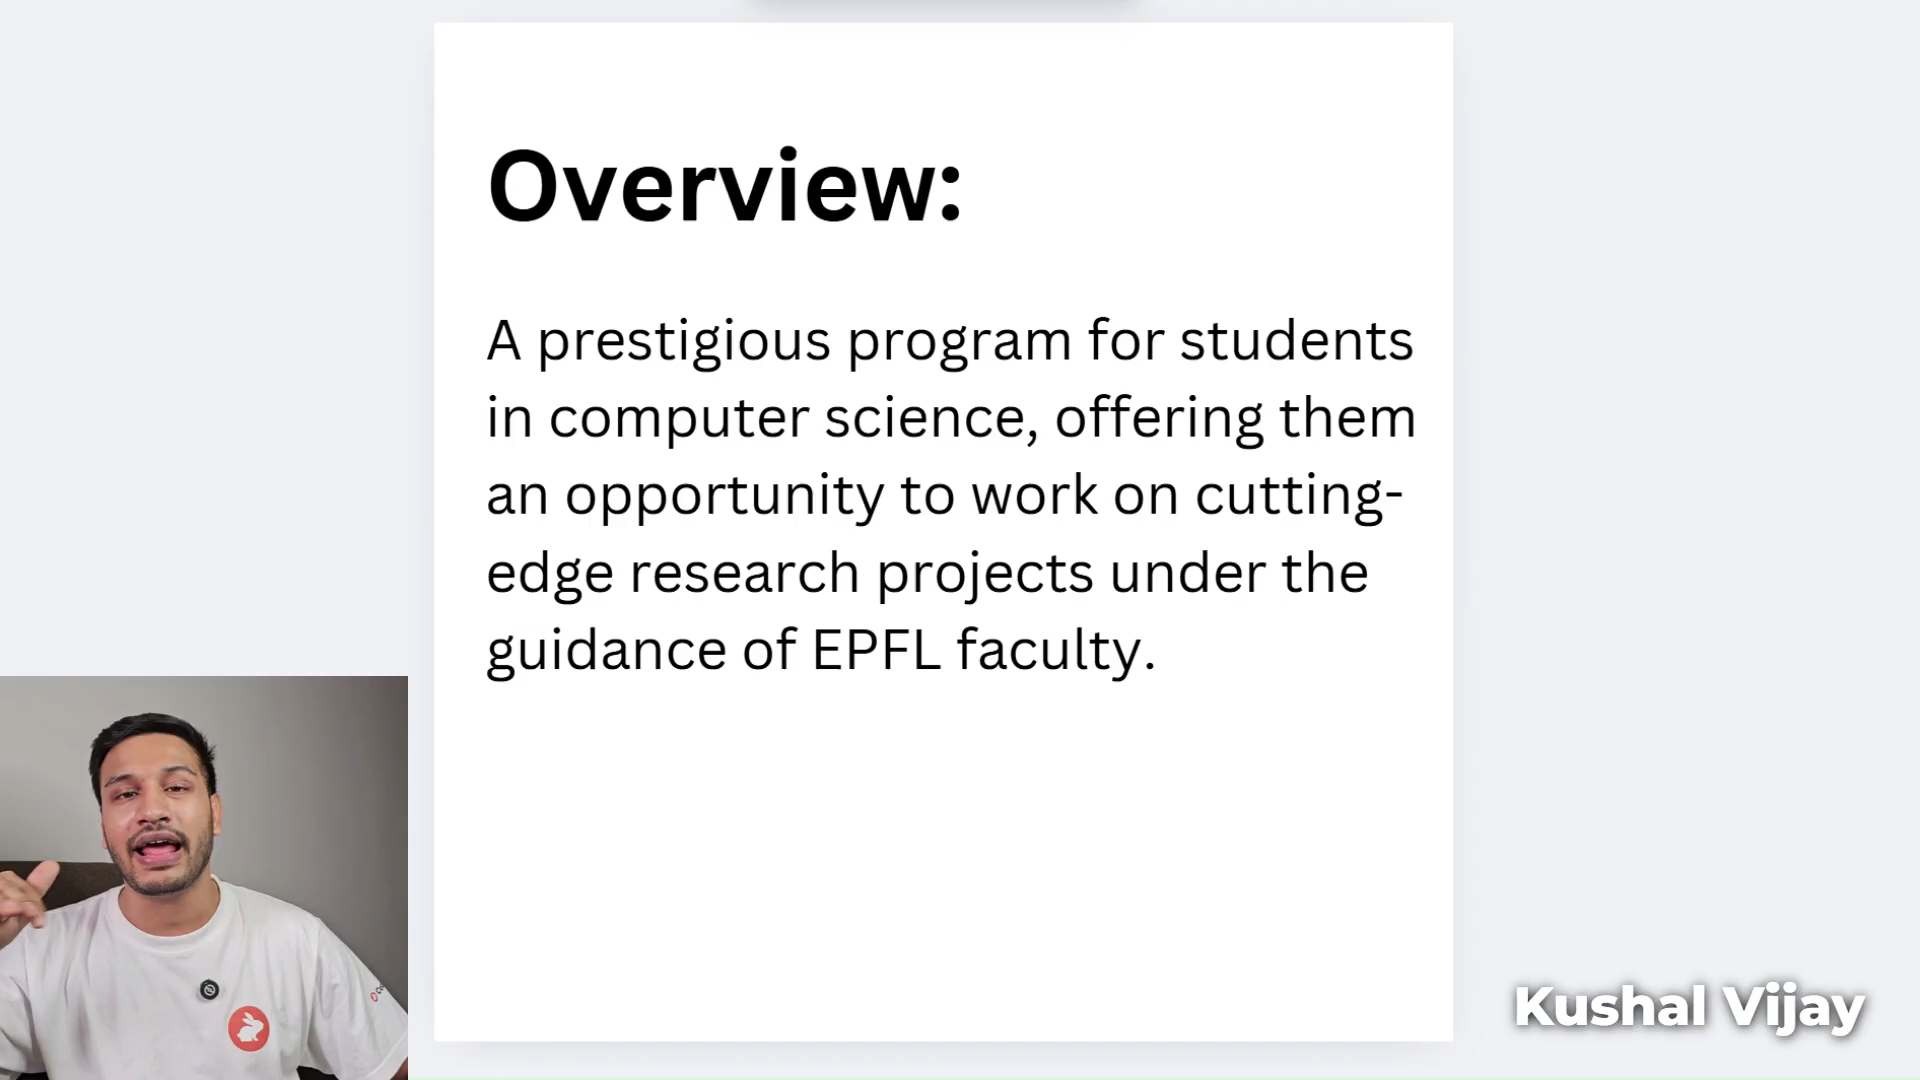 Overview:
A prestigious program for students
in computer science, offering them
an opportunity to work on cutting-
edge research projects under the
guidance of EPFL faculty.
Kushal Vijay